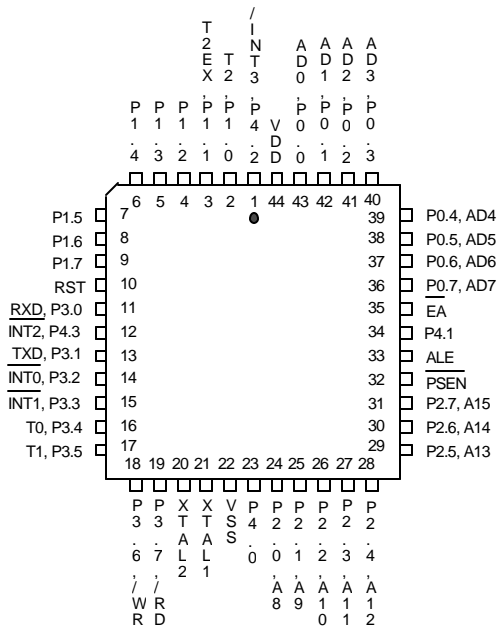 P1.4
P1.3
P1.2
T2EX,P1.1
T2,P1.0
/INT3,P4.2
VDD
AD0,P0.0
AD1,P0.1
AD2,P0.2
AD3,P0.3
6 5 4 3 2 1 44 43 42 41 40
P1.5 7
P1.6 8
P1.7 9
RST 10
RXD, P3.0 11
INT2, P4.3 12
TXD, P3.1 13
INT0, P3.2 14
INT1, P3.3 15
T0, P3.4 16
T1, P3.5 17
39 P0.4, AD4
38 P0.5, AD5
37 P0.6, AD6
36 P0.7, AD7
35 EA
34 P4.1
33 ALE
32 PSEN
31 P2.7, A15
30 P2.6, A14
29 P2.5, A13
18 19 20 21 22 23 24 25 26 27 28
P3.6,/WR
P3.7,/RD
XTAL2
XTAL1
VSS
P4.0
P2.0,A8
P2.1,A9
P2.2,A10
P2.3,A11
P2.4,A12